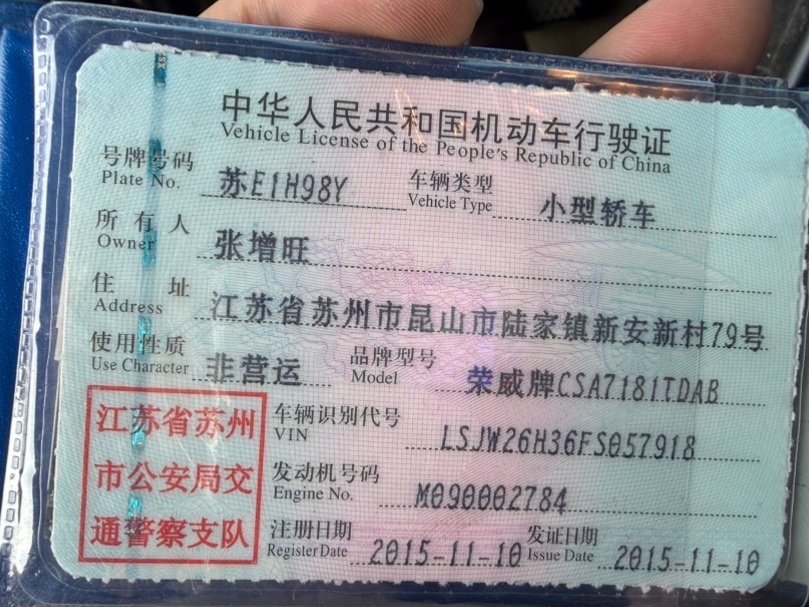 中华人民共和国机动车行驶证
Vehicle License of the People's Republic of China
号牌号码 苏E1H98Y 车辆类型 小型轿车
Plate No. Vehicle Type
所有人 张增旺
Owner
住址 江苏省苏州市昆山市陆家镇新安新村79号
Address
使用性质 非营运 品牌型号 荣威牌CSA7181TDAB
Use Character Model
江苏省苏州 车辆识别代号 LSJW26H36FS057918
VIN
市公安局交 发动机号码 M090002784
Engine No.
通警察支队 注册日期 2015-11-10 发证日期 2015-11-10
Register Date Issue Date